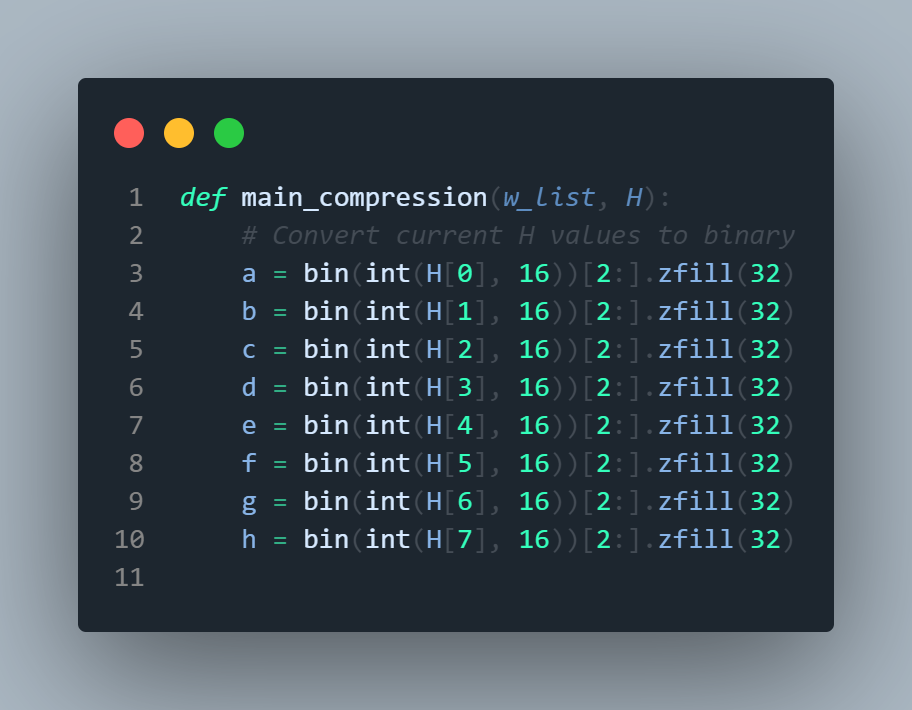 1 def main_compression(w_list, H):
2 # Convert current H values to binary
3 a = bin(int(H[0], 16))[2:].zfill(32)
4 b = bin(int(H[1], 16))[2:].zfill(32)
5 c = bin(int(H[2], 16))[2:].zfill(32)
6 d = bin(int(H[3], 16))[2:].zfill(32)
7 e = bin(int(H[4], 16))[2:].zfill(32)
8 f = bin(int(H[5], 16))[2:].zfill(32)
9 g = bin(int(H[6], 16))[2:].zfill(32)
10 h = bin(int(H[7], 16))[2:].zfill(32)
11